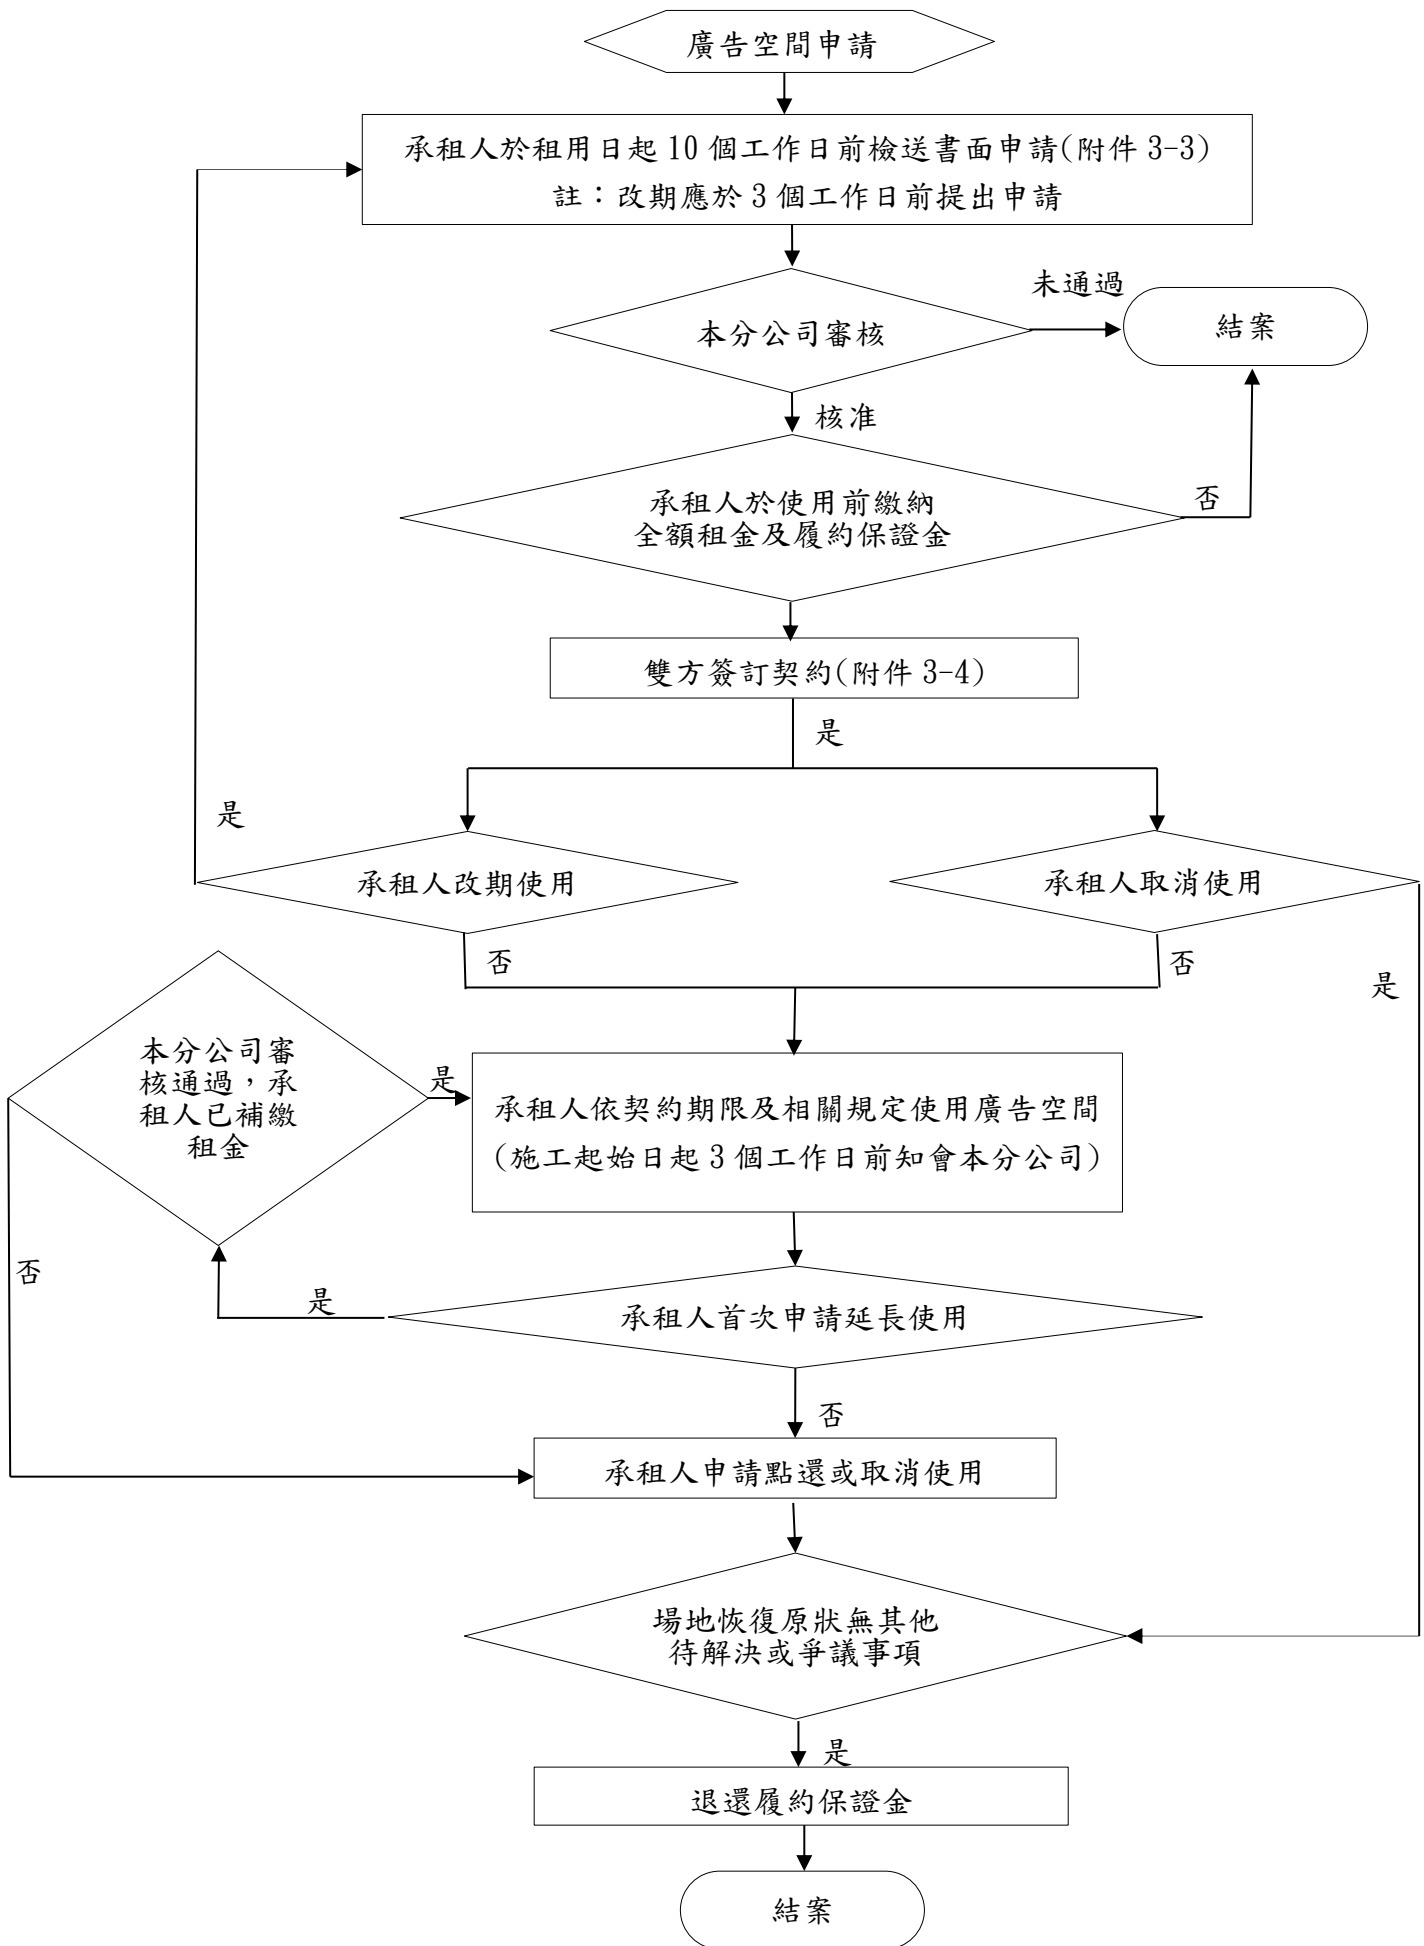 廣告空間申請
承租人於租用日起 10 個工作日前檢送書面申請(附件 3-3)
註：改期應於 3 個工作日前提出申請
未通過
本分公司審核
結案
核准
承租人於使用前繳納
全額租金及履約保證金
否
雙方簽訂契約(附件 3-4)
是
是
承租人改期使用
承租人取消使用
否
否
是
本分公司審
核通過，承
租人已補繳
租金
是
承租人依契約期限及相關規定使用廣告空間
(施工起始日起 3 個工作日前知會本分公司)
否
是
承租人首次申請延長使用
否
承租人申請點還或取消使用
場地恢復原狀無其他
待解決或爭議事項
是
退還履約保證金
結案